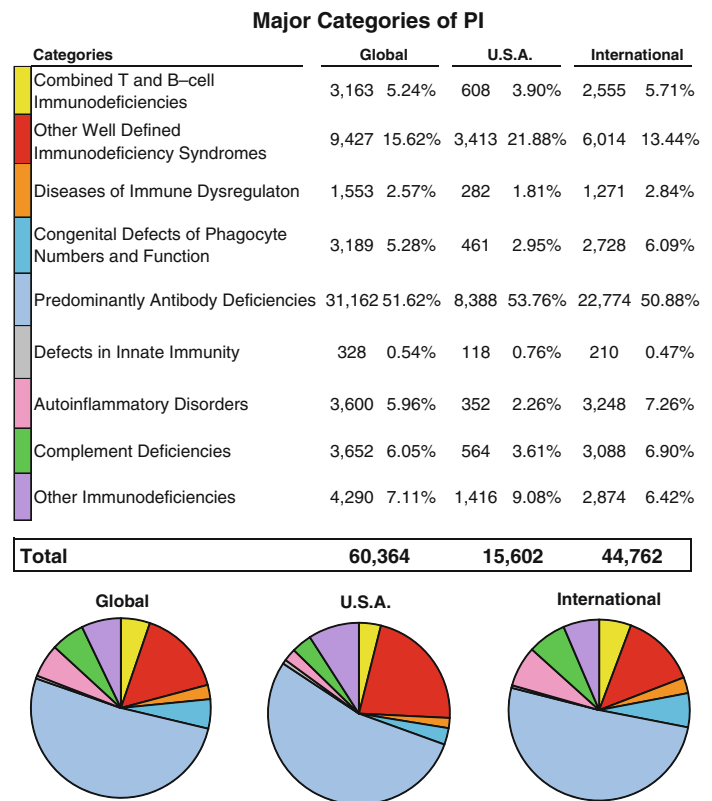 Major Categories of PI
Categories Global U.S.A. International
Combined T and B–cell
Immunodeficiencies 3,163 5.24% 608 3.90% 2,555 5.71%
Other Well Defined
Immunodeficiency Syndromes 9,427 15.62% 3,413 21.88% 6,014 13.44%
Diseases of Immune Dysregulaton 1,553 2.57% 282 1.81% 1,271 2.84%
Congenital Defects of Phagocyte
Numbers and Function 3,189 5.28% 461 2.95% 2,728 6.09%
Predominantly Antibody Deficiencies 31,162 51.62% 8,388 53.76% 22,774 50.88%
Defects in Innate Immunity 328 0.54% 118 0.76% 210 0.47%
Autoinflammatory Disorders 3,600 5.96% 352 2.26% 3,248 7.26%
Complement Deficiencies 3,652 6.05% 564 3.61% 3,088 6.90%
Other Immunodeficiencies 4,290 7.11% 1,416 9.08% 2,874 6.42%
Total 60,364 15,602 44,762
Global U.S.A. International